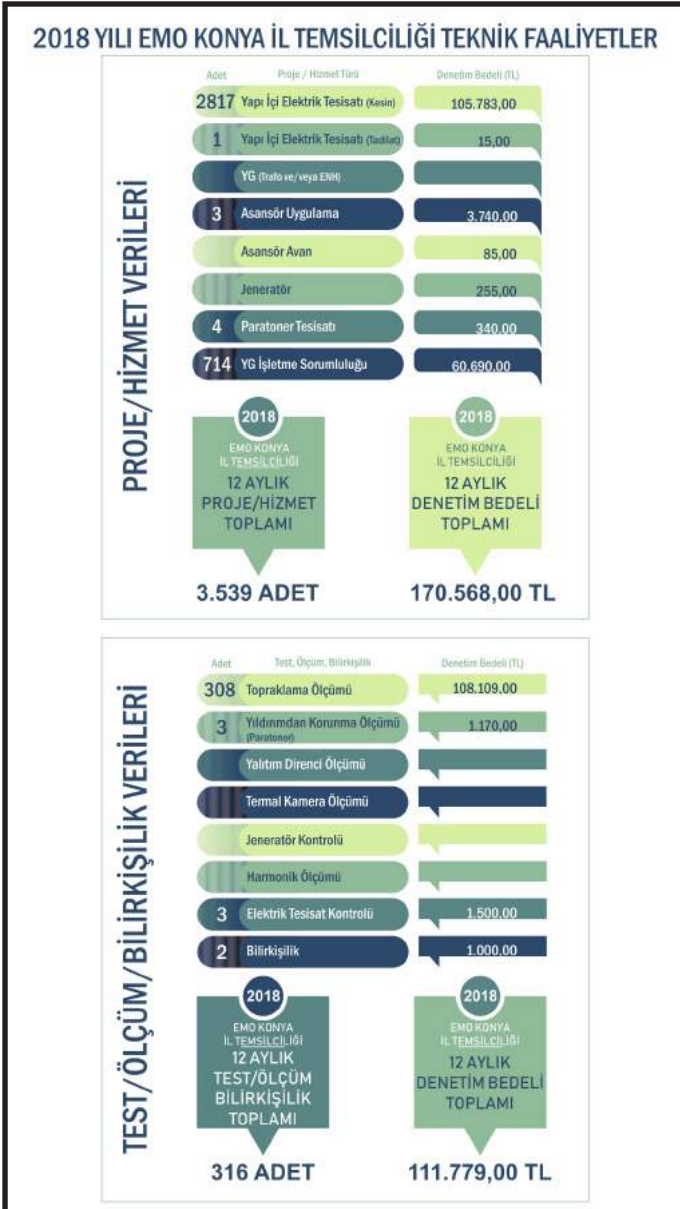 2018 YILI EMO KONYA İL TEMSİLCİLİĞİ TEKNİK FAALİYETLER
PROJE/HİZMET VERİLERİ
Adet Proje / Hizmet Türü Denetim Bedeli (TL)
2817 Yapı İçi Elektrik Tesisatı (Kesin) 105.783,00
1 Yapı İçi Elektrik Tesisatı (Tadilat) 15,00
YG (Trafo ve/veya ENH)
3 Asansör Uygulama 3.740,00
Asansör Avan 85,00
Jeneratör 255,00
4 Paratoner Tesisatı 340,00
714 YG İşletme Sorumluluğu 60.690,00
2018
EMO KONYA
İL TEMSİLCİLİĞİ
12 AYLIK
PROJE/HİZMET
TOPLAMI
3.539 ADET
2018
EMO KONYA
İL TEMSİLCİLİĞİ
12 AYLIK
DENETİM BEDELİ
TOPLAMI
170.568,00 TL
TEST/ÖLÇÜM/BİLİRKİŞİLİK VERİLERİ
Adet Test, Ölçüm, Bilirkişilik Denetim Bedeli (TL)
308 Topraklama Ölçümü 108.109,00
3 Yıldırımdan Korunma Ölçümü 1.170,00
(Paratoner)
Yalıtım Direnci Ölçümü
Termal Kamera Ölçümü
Jeneratör Kontrolü
Harmonik Ölçümü
3 Elektrik Tesisat Kontrolü 1.500,00
2 Bilirkişilik 1.000,00
2018
EMO KONYA
İL TEMSİLCİLİĞİ
12 AYLIK
TEST/ÖLÇÜM
BİLİRKİŞİLİK
TOPLAMI
316 ADET
2018
EMO KONYA
İL TEMSİLCİLİĞİ
12 AYLIK
DENETİM BEDELİ
TOPLAMI
111.779,00 TL